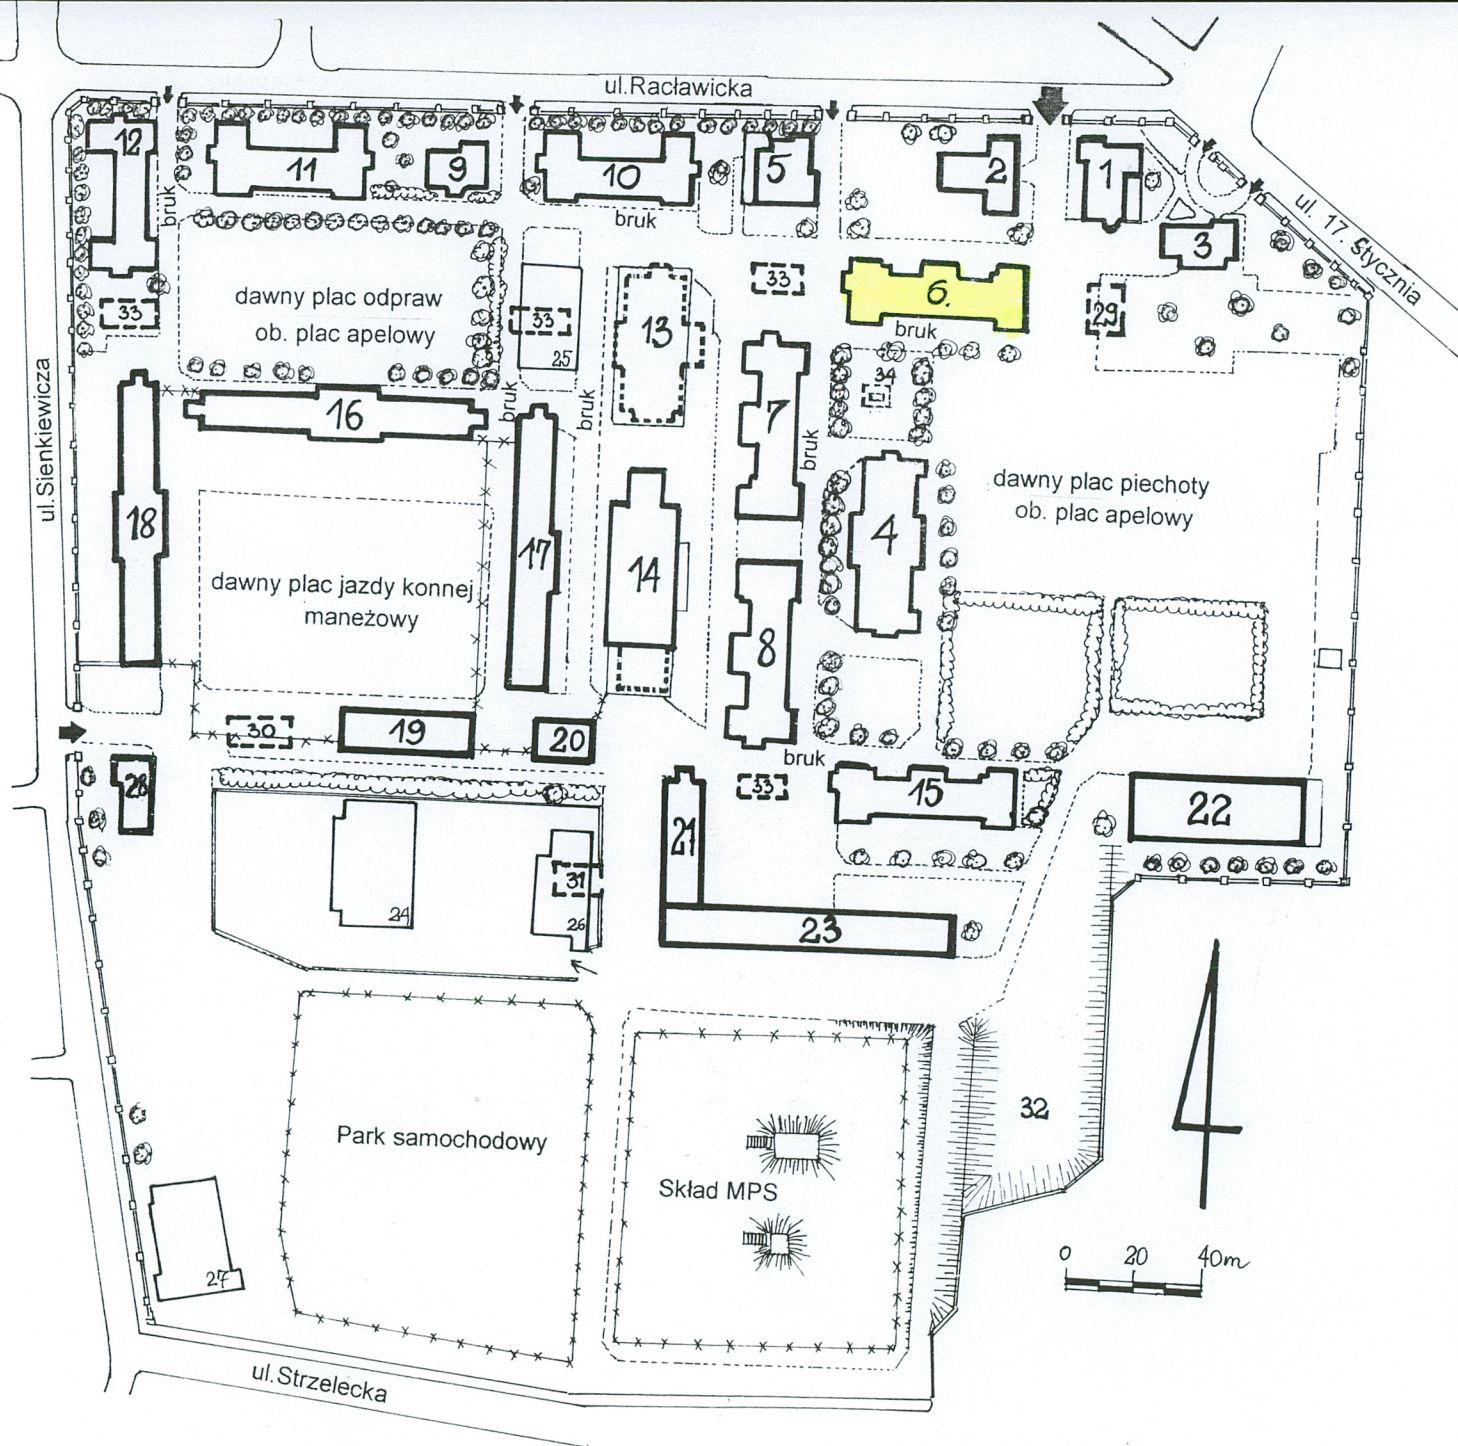 ul.Racławicka
12
11
9
10
5
2
1
bruk
bruk
ul. 17. Stycznia
3
33
dawny plac odpraw
ob. plac apelowy
33
25
13
33
6.
bruk
29
ul.Sienkiewicza
16
bruk
bruk
7
bruk
34
dawny plac piechoty
ob. plac apelowy
18
17
14
4
dawny plac jazdy konnej
maneżowy
8
30
19
20
bruk
28
33
15
22
21
24
31
26
23
32
Park samochodowy
Skład MPS
27
0 20 40m
ul.Strzelecka